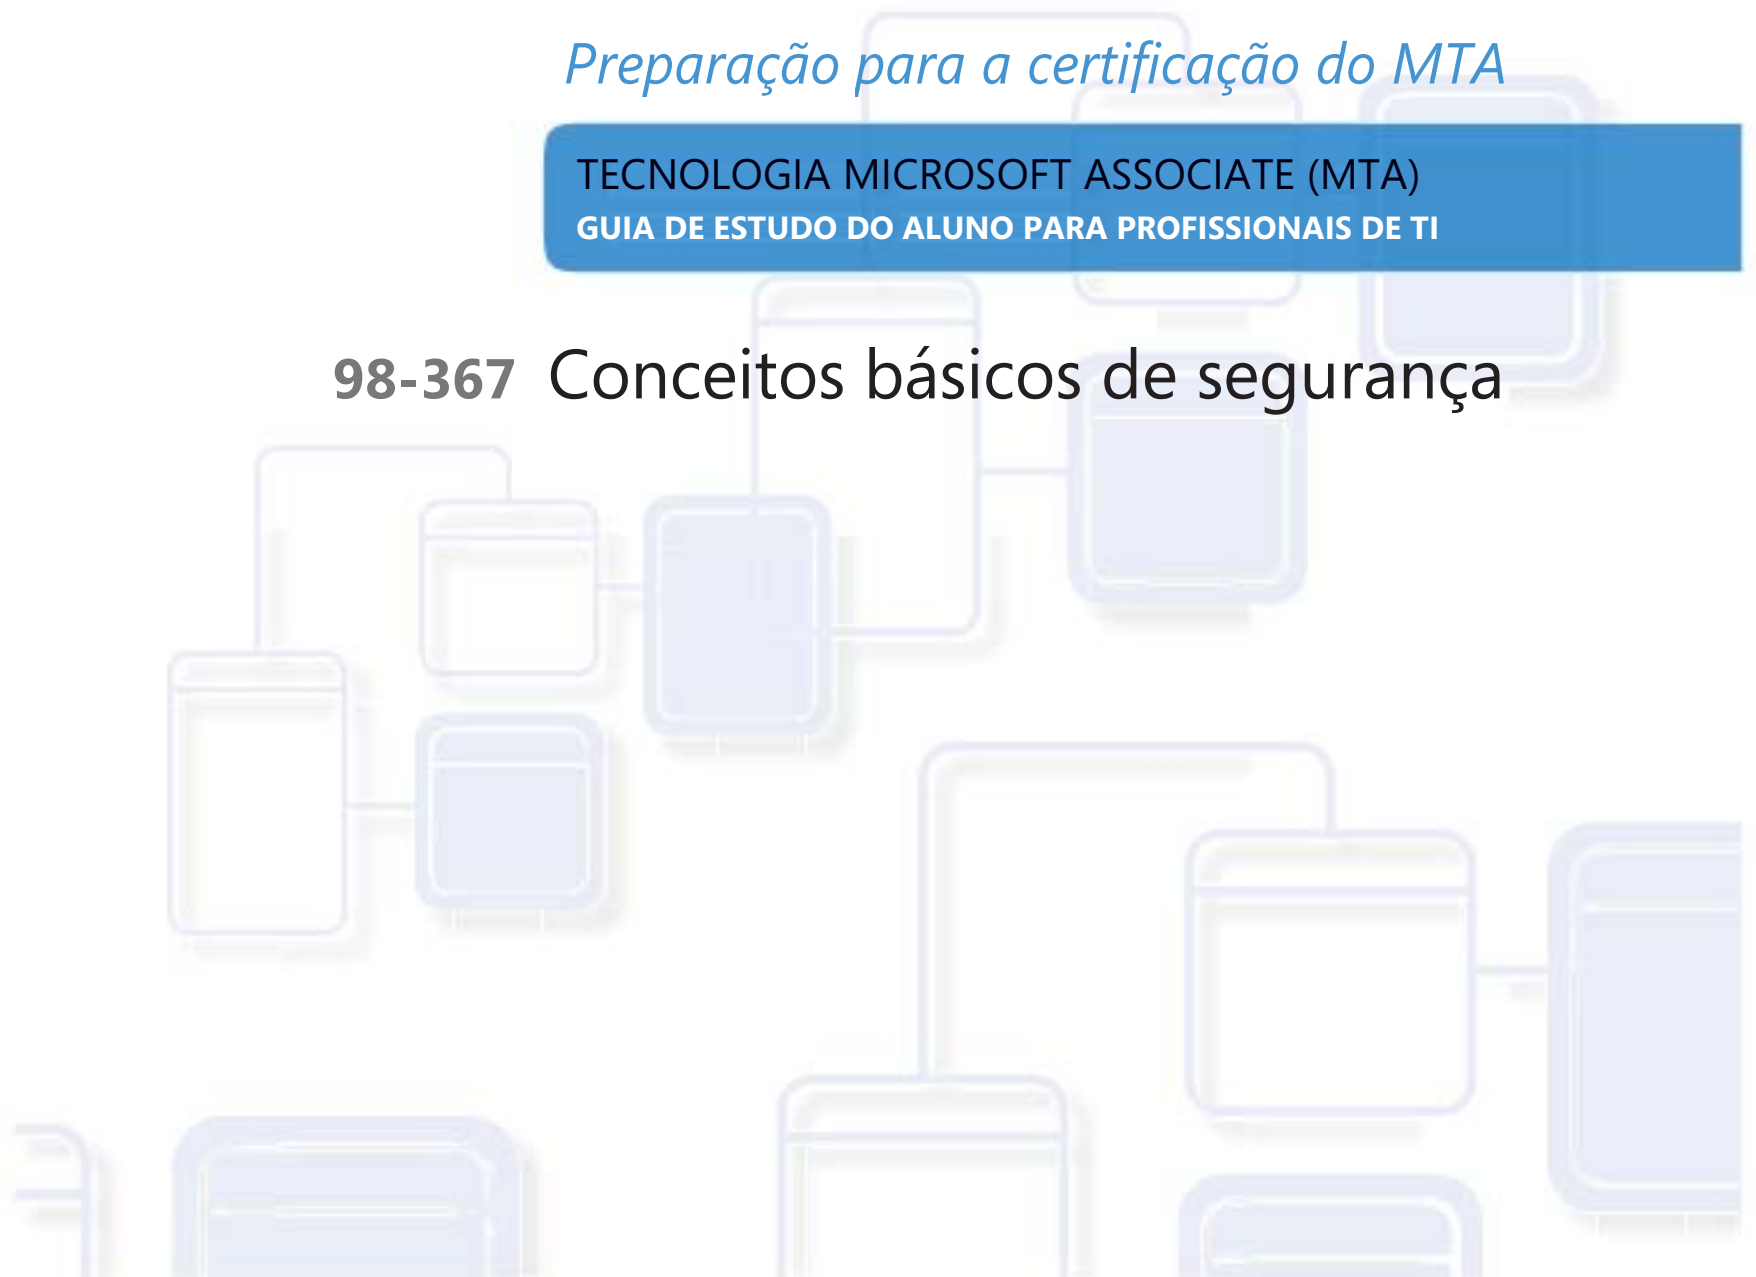 Preparação para a certificação do MTA
TECNOLOGIA MICROSOFT ASSOCIATE (MTA)
GUIA DE ESTUDO DO ALUNO PARA PROFISSIONAIS DE TI
98-367 Conceitos básicos de segurança